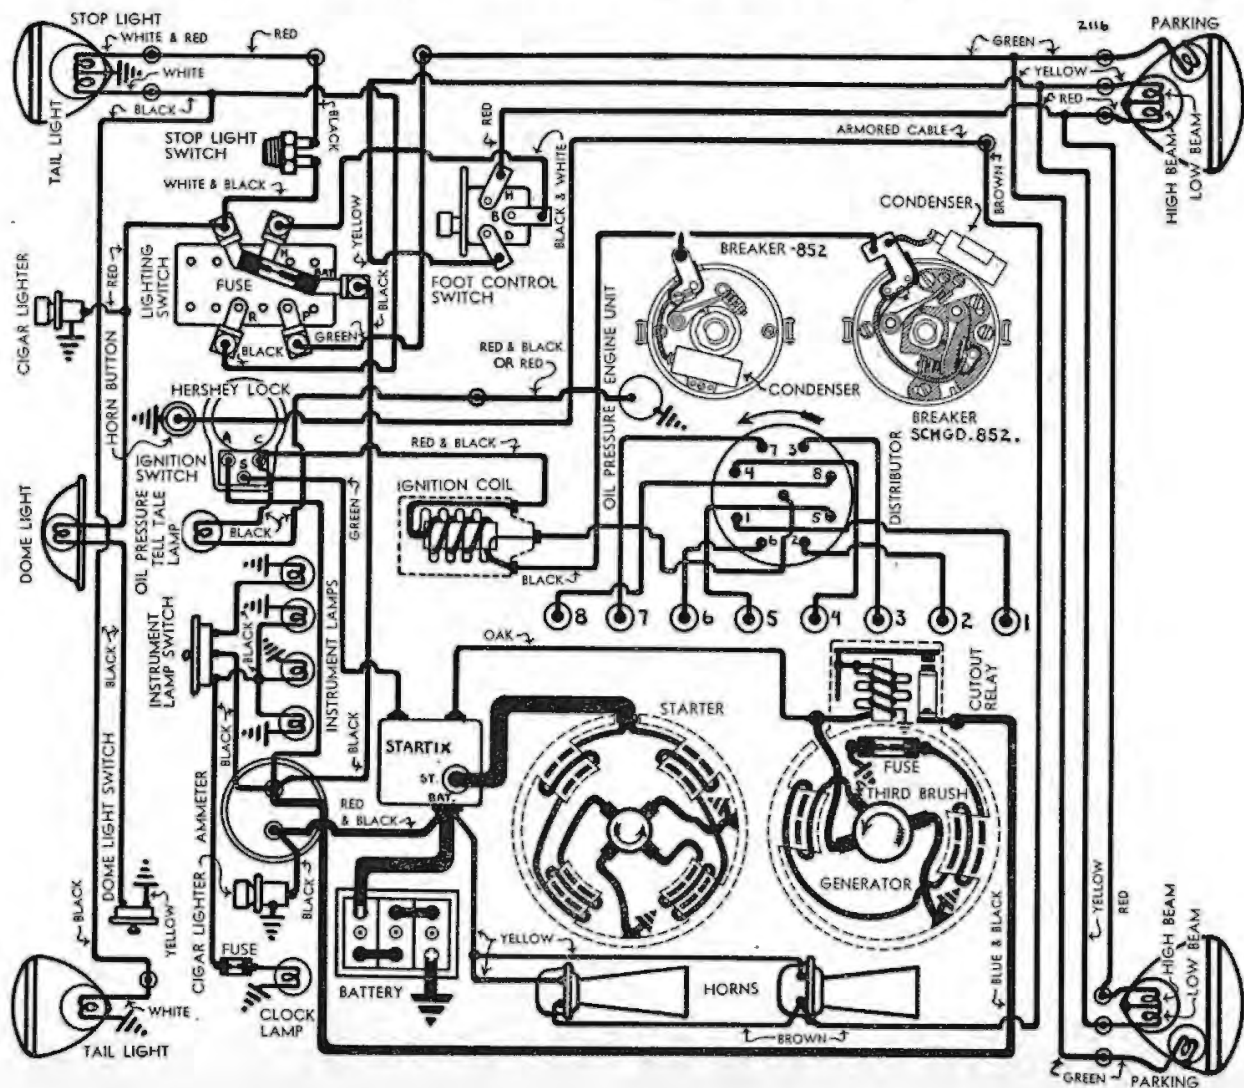 STOP LIGHT
WHITE & RED
RED
WHITE
BLACK
TAIL LIGHT
STOP LIGHT
SWITCH
BLACK
WHITE & BLACK
2116
PARKING
GREEN
YELLOW
RED
RED
ARMORED CABLE
BROWN
HIGH BEAM
LOW BEAM
BLACK & WHITE
YELLOW
H
B
D
FOOT CONTROL
SWITCH
CONDENSER
BREAKER -852
CIGAR LIGHTER
RED
LIGHTING
SWITCH
H
BAT.
FUSE
R
P
BLACK
GREEN
BLACK
OIL PRESSURE ENGINE UNIT
RED & BLACK
OR RED
CONDENSER
BREAKER
SCHGD. 852.
HORN BUTTON
HERSHEY LOCK
A
C
S
IGNITION
SWITCH
RED & BLACK
IGNITION COIL
GREEN
BLACK
DISTRIBUTOR
7
3
4
8
1
5
6
2
DOME LIGHT
OIL PRESSURE
TELL TALE
LAMP
BLACK
8
7
6
5
4
3
2
1
INSTRUMENT
LAMP SWITCH
BLACK
INSTRUMENT LAMPS
BLACK
OAK
STARTER
CUTOUT
RELAY
BLACK
BLACK
STARTIX
ST.
BAT.
FUSE
THIRD BRUSH
GENERATOR
DOME LIGHT SWITCH
AMMETER
RED
& BLACK
CIGAR LIGHTER
BLACK
BLACK
YELLOW
FUSE
CLOCK
LAMP
BATTERY
YELLOW
HORNS
BROWN
BLUE & BLACK
YELLOW
RED
HIGH BEAM
LOW BEAM
WHITE
TAIL LIGHT
GREEN
PARKING